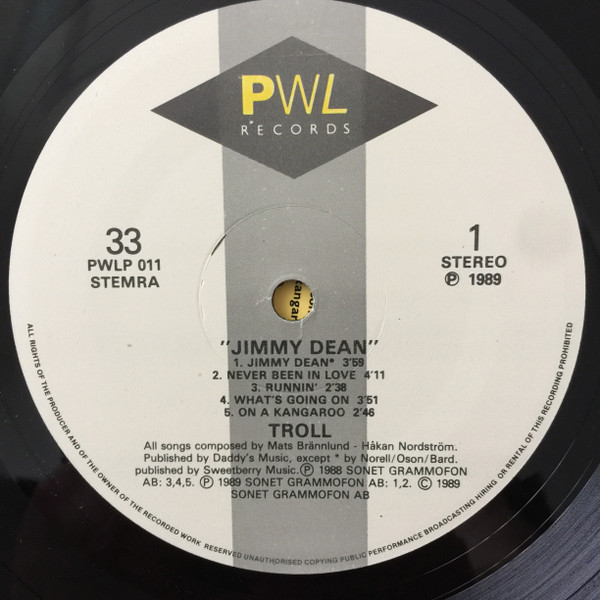 PWL
RECORDS
33
PWLP 011
STEMRA
1
STEREO
Ⓟ 1989
"JIMMY DEAN"
1. JIMMY DEAN* 3'59
2. NEVER BEEN IN LOVE 4'11
3. RUNNIN' 2'38
4. WHAT'S GOING ON 3'51
5. ON A KANGAROO 2'46
TROLL
All songs composed by Mats Brännlund - Håkan Nordström.
Published by Daddy's Music, except * by Norell/Oson/Bard.
published by Sweetberry Music. Ⓟ 1988 SONET GRAMMOFON
AB: 3,4,5. Ⓟ 1989 SONET GRAMMOFON AB: 1,2. © 1989
SONET GRAMMOFON AB
ALL RIGHTS OF THE PRODUCER AND OF THE OWNER OF THE RECORDED WORK RESERVED UNAUTHORISED COPYING PUBLIC PERFORMANCE BROADCASTING HIRING OR RENTAL OF THIS RECORDING PROHIBITED